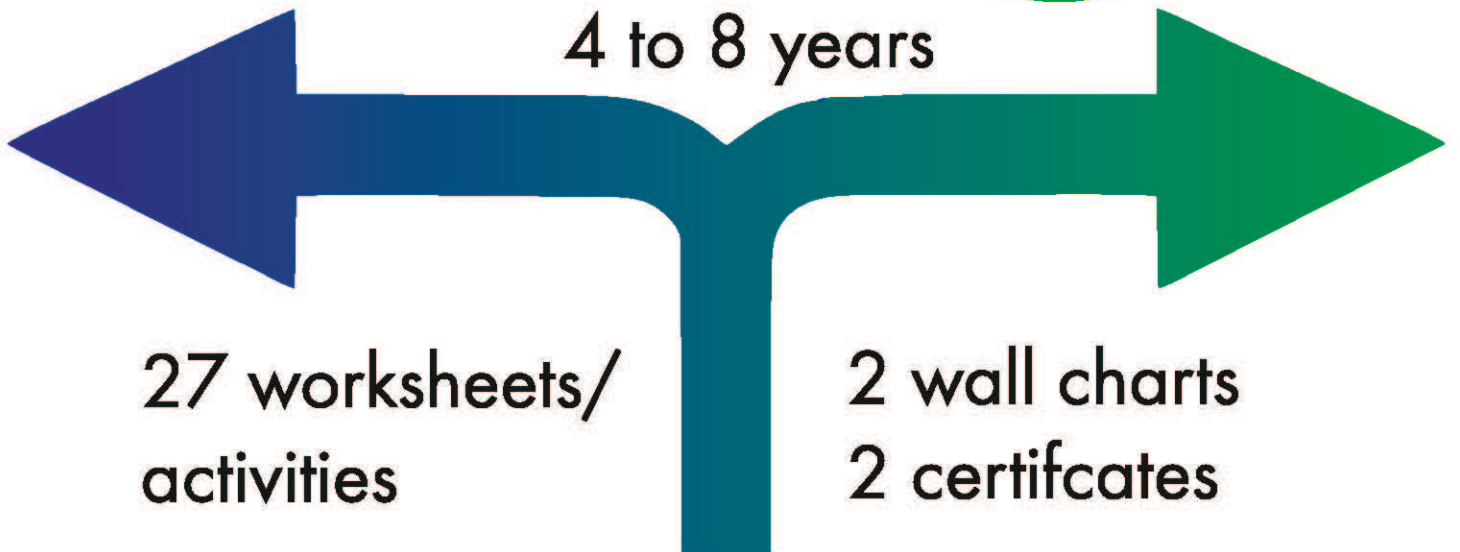 4 to 8 years
27 worksheets/
activities
2 wall charts
2 certifcates